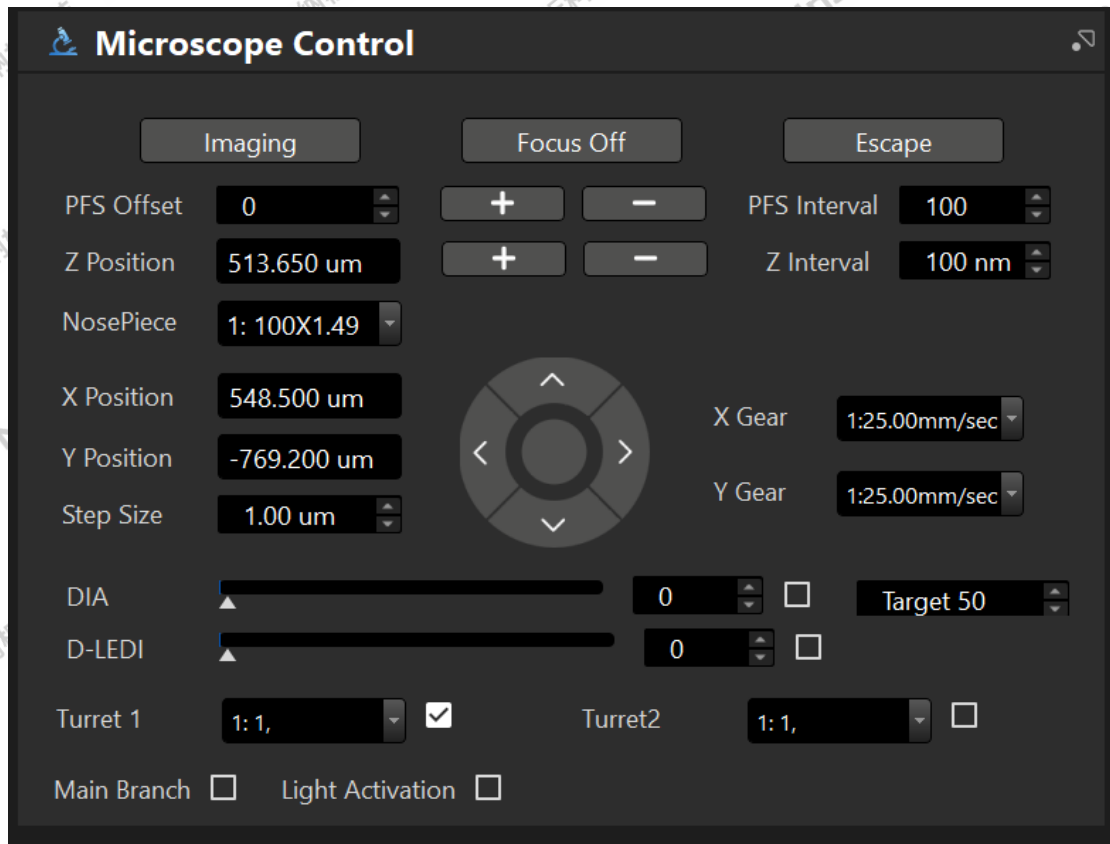 Microscope Control
Imaging Focus Off Escape
PFS Offset 0 + − PFS Interval 100
Z Position 513.650 um + − Z Interval 100 nm
NosePiece 1: 100X1.49
X Position 548.500 um
X Gear 1:25.00mm/sec
Y Position -769.200 um
Y Gear 1:25.00mm/sec
Step Size 1.00 um
DIA 0 Target 50
D-LEDI 0
Turret 1 1: 1, Turret2 1: 1,
Main Branch Light Activation